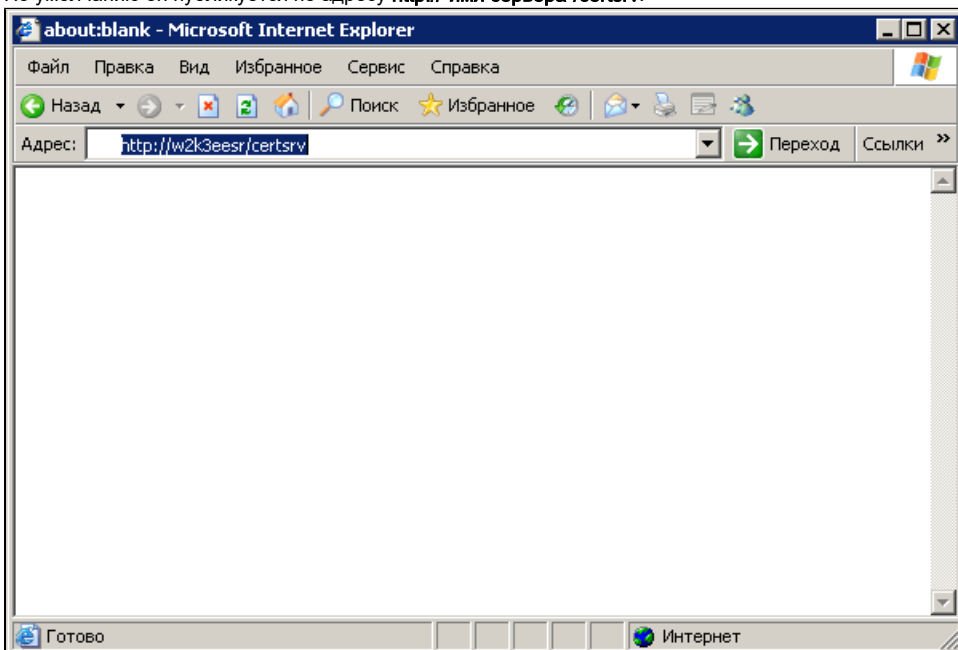 about:blank - Microsoft Internet Explorer
Файл Правка Вид Избранное Сервис Справка
Назад Поиск Избранное
Адрес: http://w2k3eesr/certsrv Переход Ссылки »
Готово Интернет